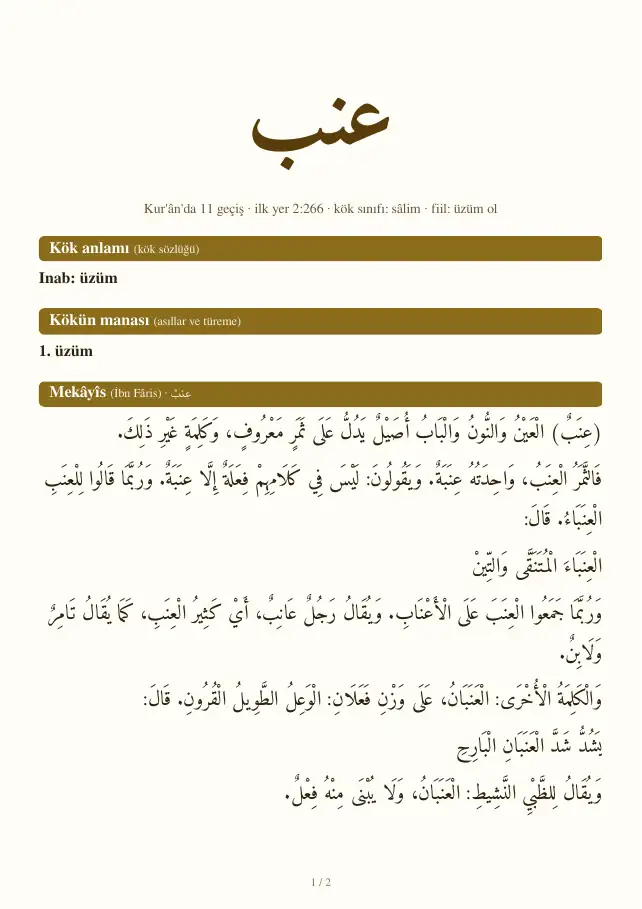 عنب
Kur'ân'da 11 geçiş · ilk yer 2:266 · kök sınıfı: sâlim · fiil: üzüm ol
Kök anlamı (kök sözlüğü)
Inab: üzüm
Kökün manası (asıllar ve türeme)
1. üzüm
Mekâyîs (İbn Fâris) · عِنَبٌ
(عِنَبٌ) الْعَيْنُ وَالنُّونُ وَالْبَابُ أُصَيْلٌ يَدُلُّ عَلَى ثَمَرٍ مَعْرُوفٍ، وَكَلِمَةٍ غَيْرِ ذَلِكَ.
فَالثَّمَرُ الْعِنَبُ، وَاحِدَتُهُ عِنَبَةٌ. وَيَقُولُونَ: لَيْسَ فِي كَلَامِهِمْ فِعَلَةٌ إِلَّا عِنَبَةٌ. وَرُبَّمَا قَالُوا لِلْعِنَبِ
الْعِنَبَاءُ. قَالَ:
الْعِنَبَاءَ الْمُتَنَقَّى وَالتِّينْ
وَرُبَّمَا جَمَعُوا الْعِنَبَ عَلَى الْأَعْنَابِ. وَيُقَالُ رَجُلٌ عَانِبٌ، أَيْ كَثِيرُ الْعِنَبِ، كَمَا يُقَالُ تَامِرٌ
وَلَابِنٌ.
وَالْكَلِمَةُ الْأُخْرَى: الْعَنَبَانُ، عَلَى وَزْنِ فَعَلَانِ: الْوَعِلُ الطَّوِيلُ الْقُرُونِ. قَالَ:
يَشُدُّ شَدَّ الْعَنَبَانِ الْبَارِحِ
وَيُقَالُ لِلظَّبْيِ النَّشِيطِ: الْعَنَبَانُ، وَلَا يُبْنَى مِنْهُ فِعْلٌ.
1 / 2